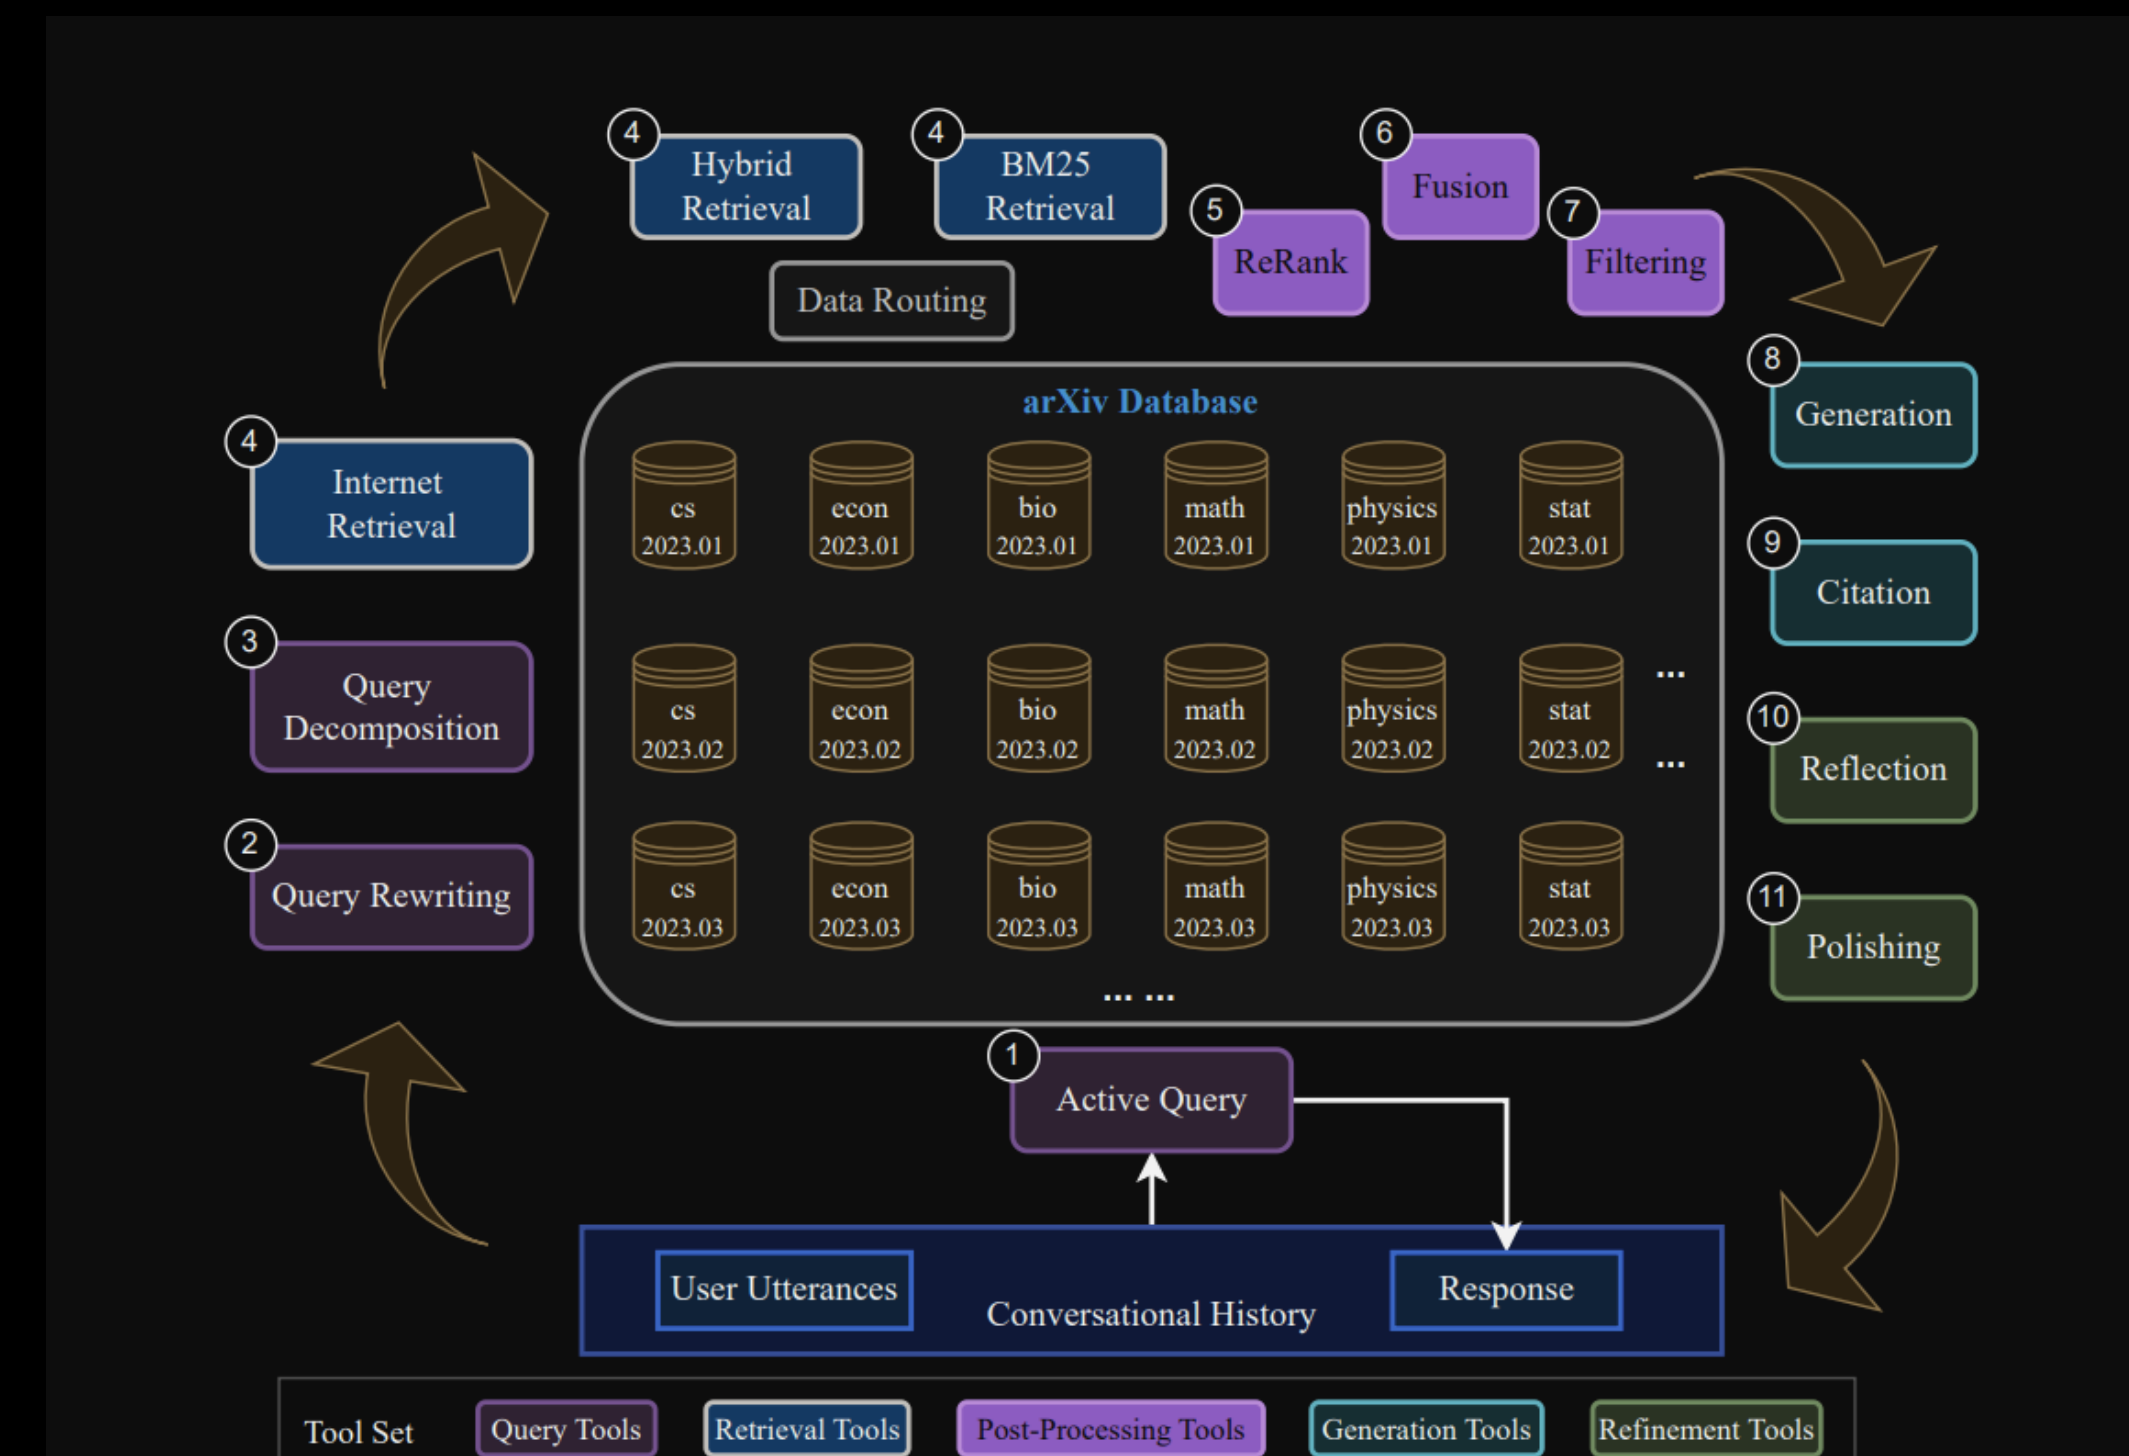 4
Hybrid
Retrieval
4
BM25
Retrieval
6
Fusion
5
ReRank
7
Filtering
Data Routing
8
Generation
arXiv Database
4
Internet
Retrieval
cs
2023.01
econ
2023.01
bio
2023.01
math
2023.01
physics
2023.01
stat
2023.01
9
Citation
3
Query
Decomposition
cs
2023.02
econ
2023.02
bio
2023.02
math
2023.02
physics
2023.02
stat
2023.02
...
...
10
Reflection
2
Query Rewriting
cs
2023.03
econ
2023.03
bio
2023.03
math
2023.03
physics
2023.03
stat
2023.03
11
Polishing
... ...
1
Active Query
User Utterances
Conversational History
Response
Tool Set
Query Tools
Retrieval Tools
Post-Processing Tools
Generation Tools
Refinement Tools